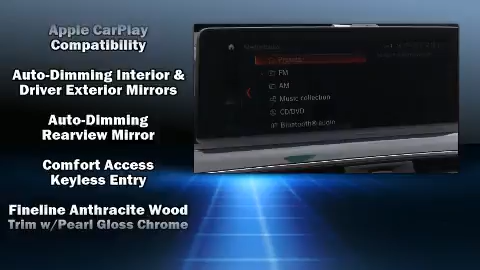 Apple CarPlay
Compatibility
Auto-Dimming Interior &
Driver Exterior Mirrors
Auto-Dimming
Rearview Mirror
Comfort Access
Keyless Entry
Fineline Anthracite Wood
Trim w/Pearl Gloss Chrome
FM
AM
Music collection
CD/DVD
Bluetooth® audio